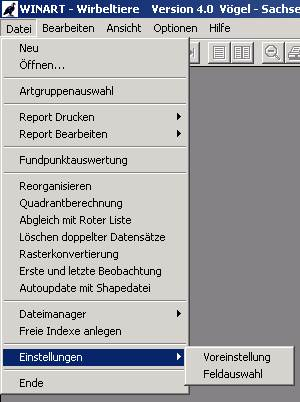 WINART - Wirbeltiere Version 4.0 Vögel - Sachse
Datei Bearbeiten Ansicht Optionen Fenster
Neu
Öffnen...
Artgruppenauswahl
Report Drucken
Report Bearbeiten
Fundpunktauswertung
Reorganisieren
Quadrantberechnung
Abgleich mit Roter Liste
Löschen doppelter Datensätze
Rasterkonvertierung
Erste und letzte Beobachtung
Autoupdate mit Shapedatei
Dateimanager
Freie Indexe anlegen
Einstellungen
Voreinstellung
Feldauswahl
Ende